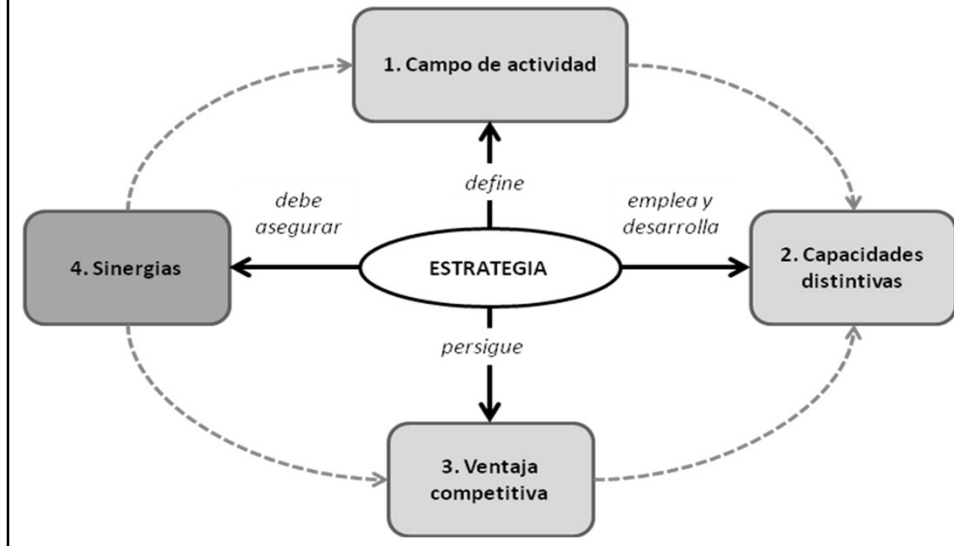 1. Campo de actividad
define
debe
asegurar
emplea y
desarrolla
4. Sinergias
ESTRATEGIA
2. Capacidades
distintivas
persigue
3. Ventaja
competitiva